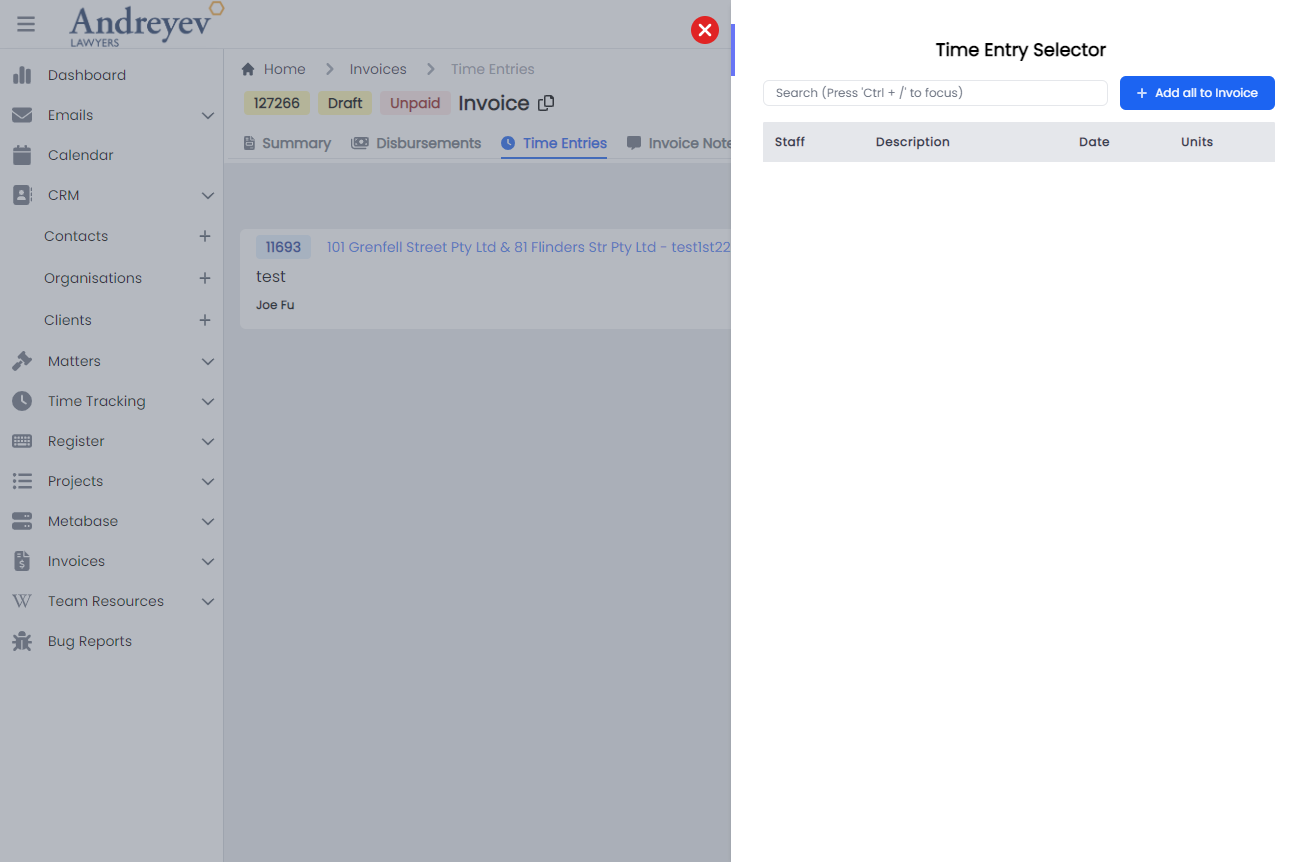 Andreyev
LAWYERS
Dashboard
Emails
Calendar
CRM
Contacts
Organisations
Clients
Matters
Time Tracking
Register
Projects
Metabase
Invoices
Team Resources
Bug Reports
Home
Invoices
Time Entries
127266
Draft
Unpaid
Invoice
Summary
Disbursements
Time Entries
Invoice Note
11693
101 Grenfell Street Pty Ltd & 81 Flinders Str Pty Ltd - test1st22
test
Joe Fu
Time Entry Selector
Search (Press 'Ctrl + /' to focus)
Add all to Invoice
Staff
Description
Date
Units